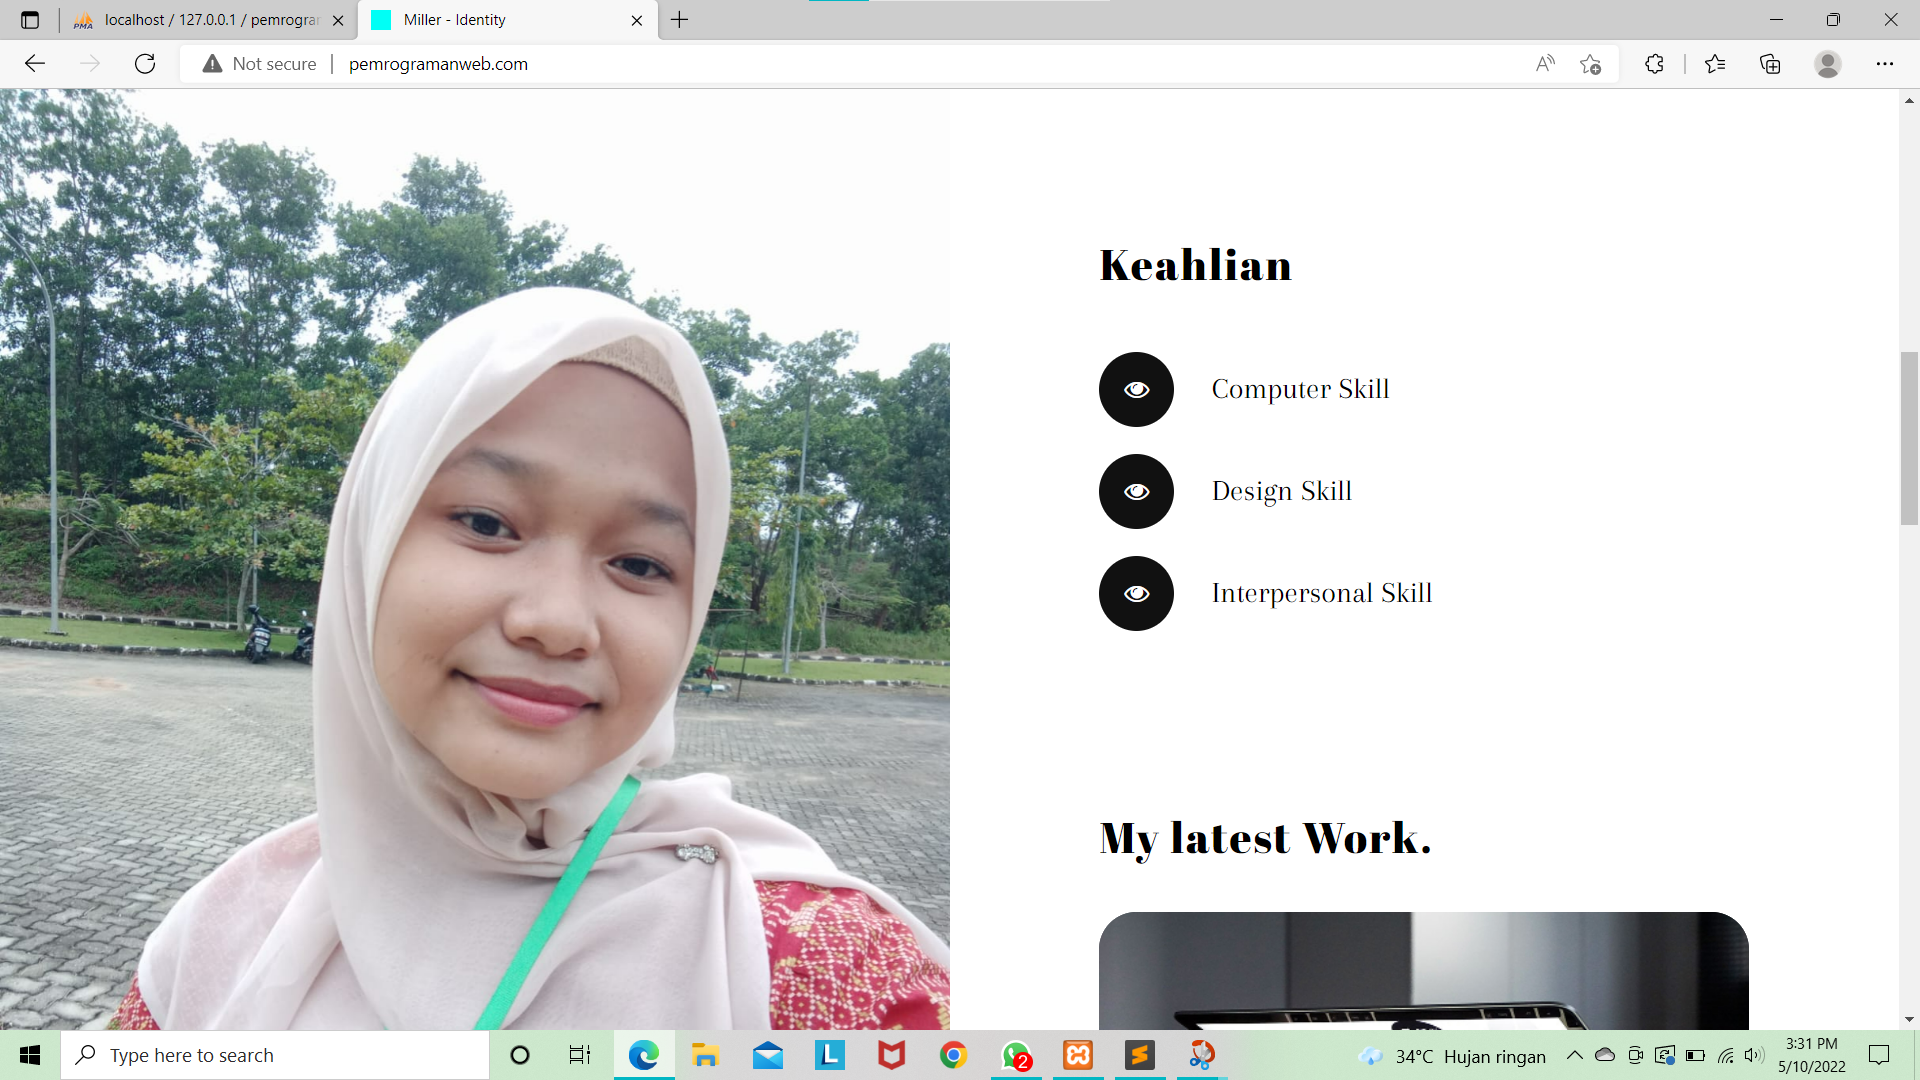 localhost / 127.0.0.1 / pemrogra
Miller - Identity
Not secure
pemrogramanweb.com
Keahlian
Computer Skill
Design Skill
Interpersonal Skill
My latest Work.
Type here to search
L
2
34°C Hujan ringan
3:31 PM
5/10/2022